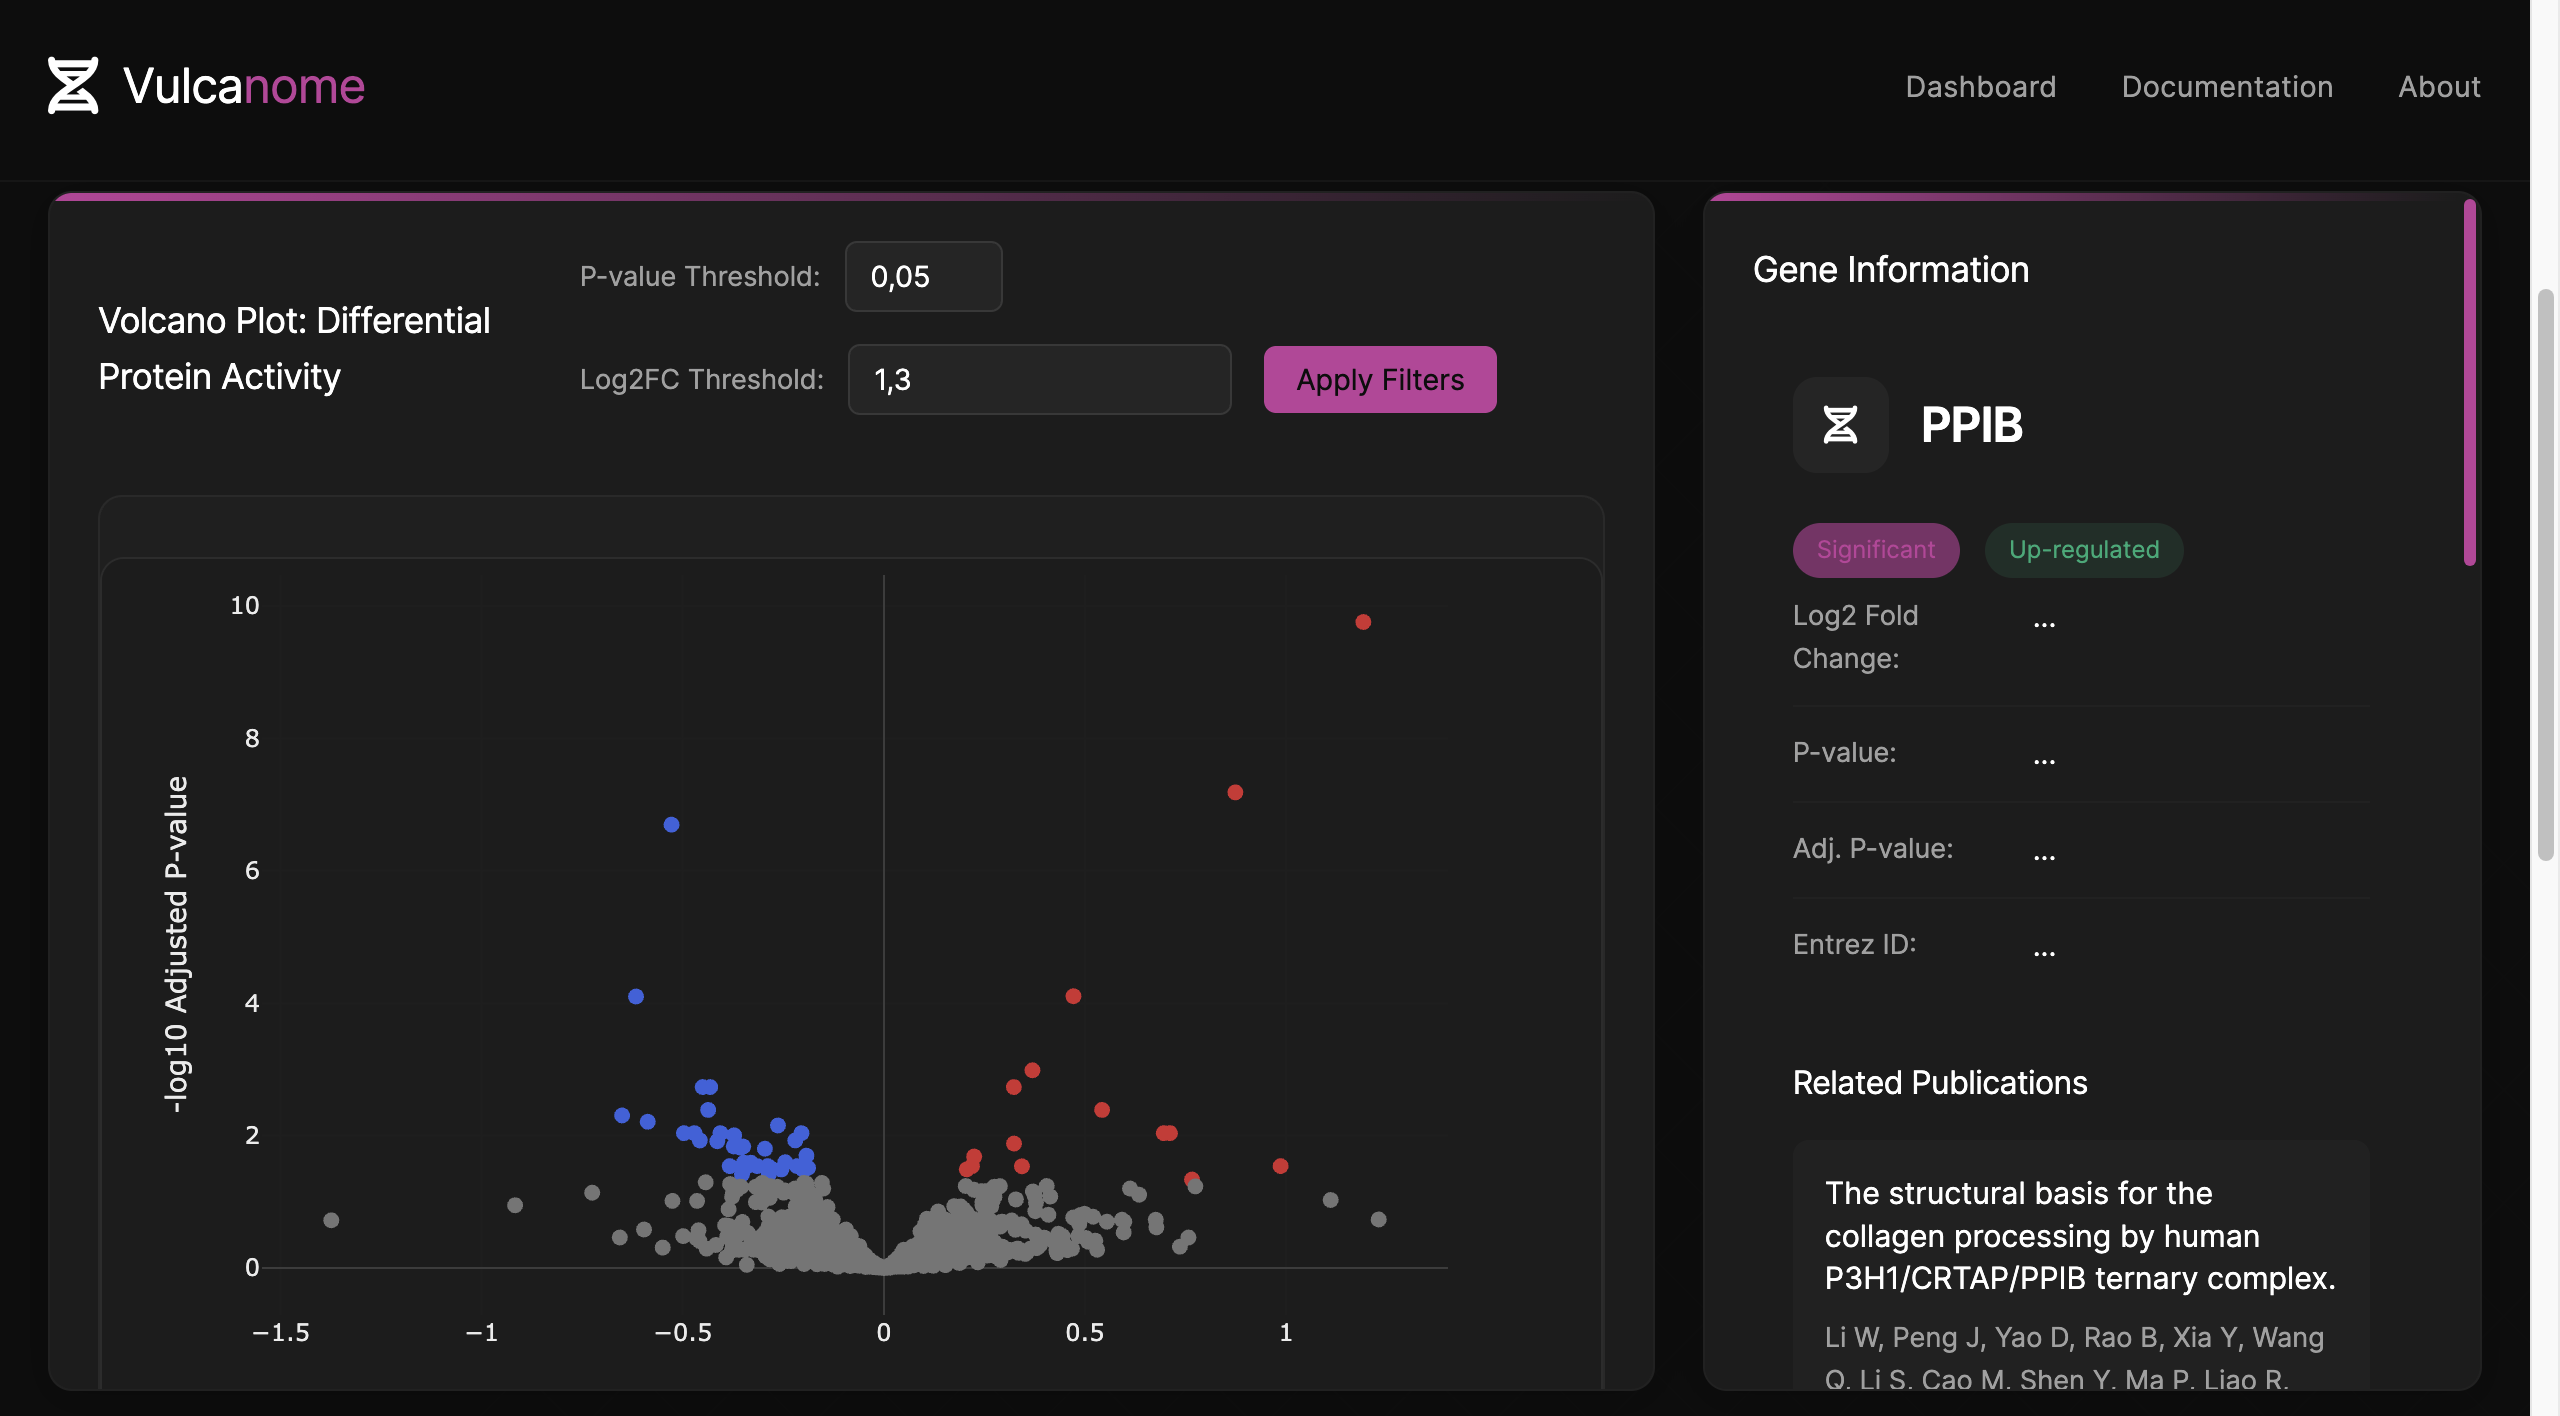 Vulcanome
Dashboard
Documentation
About
Volcano Plot: Differential
Protein Activity
P-value Threshold:
0,05
Log2FC Threshold:
1,3
Apply Filters
-log10 Adjusted P-value
10
8
6
4
2
0
−1.5
−1
−0.5
0
0.5
1
Gene Information
PPIB
Significant
Up-regulated
Log2 Fold
Change:
...
P-value:
...
Adj. P-value:
...
Entrez ID:
...
Related Publications
The structural basis for the
collagen processing by human
P3H1/CRTAP/PPIB ternary complex.
Li W, Peng J, Yao D, Rao B, Xia Y, Wang
Q, Li S, Cao M, Shen Y, Ma P, Liao R,